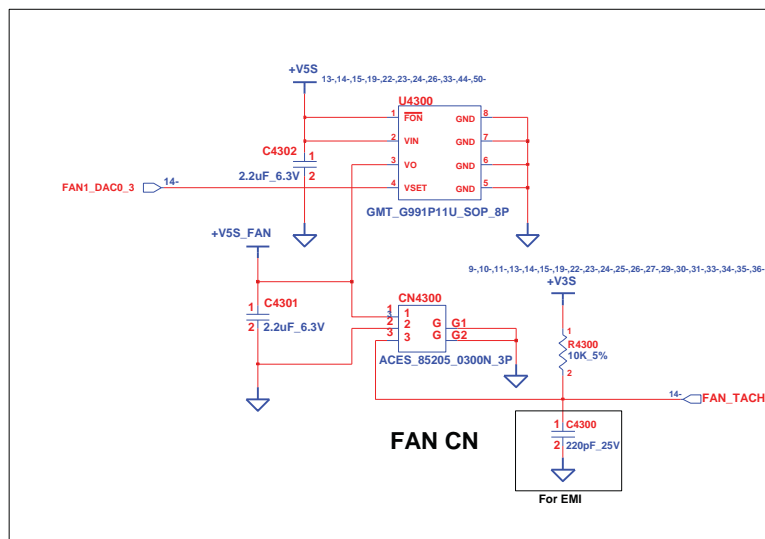 +V5S
13-,14-,15-,19-,22-,23-,24-,26-,33-,44-,50-
U4300
1 FON GND 8
2 VIN GND 7
3 VO GND 6
4 VSET GND 5
GMT_G991P11U_SOP_8P
C4302
1
2
2.2uF_6.3V
FAN1_DAC0_3
14-
+V5S_FAN
C4301
1
2
2.2uF_6.3V
CN4300
1 1
2 2 G G1
3 3 G G2
ACES_85205_0300N_3P
9-,10-,11-,13-,14-,15-,19-,22-,23-,24-,25-,26-,27-,29-,30-,31-,33-,34-,35-,36-
+V3S
1
R4300
10K_5%
2
14-
FAN_TACH
FAN CN
1 C4300
2 220pF_25V
For EMI